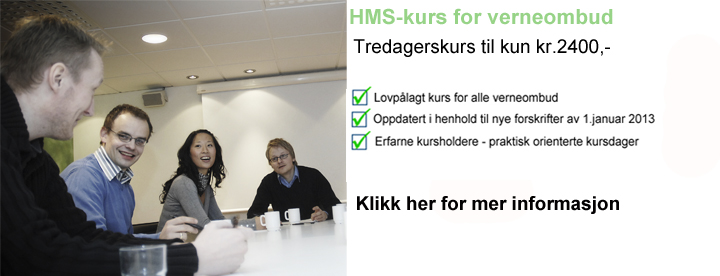 HMS-kurs for verneombud
Tredagerskurs til kun kr.2400,-
Lovpålagt kurs for alle verneombud
Oppdatert i henhold til nye forskrifter av 1.januar 2013
Erfarne kursholdere - praktisk orienterte kursdager
Klikk her for mer informasjon